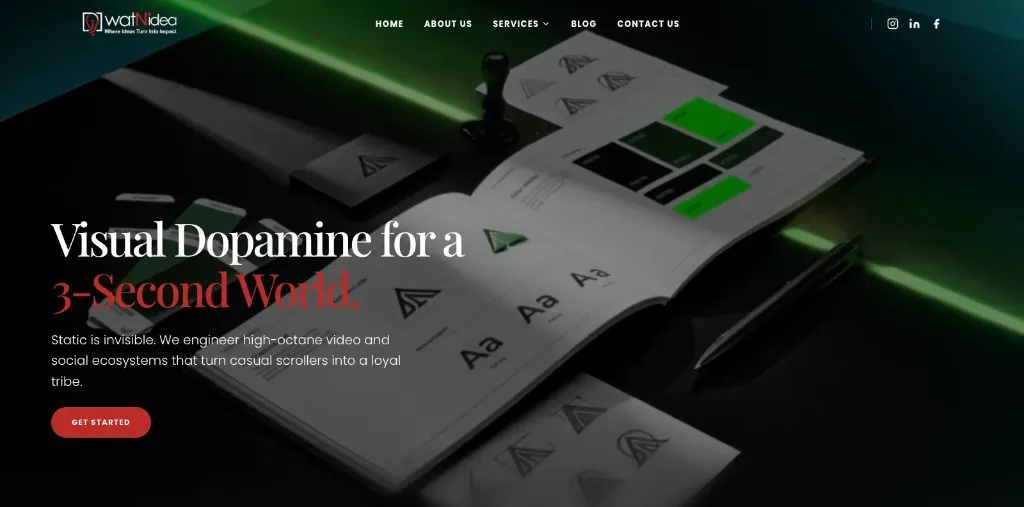 watNidea
Where Ideas Turn Into Impact
HOME
ABOUT US
SERVICES
BLOG
CONTACT US
Visual Dopamine for a
3-Second World.
Static is invisible. We engineer high-octane video and
social ecosystems that turn casual scrollers into a loyal
tribe.
GET STARTED
Aa
Aa
Aa